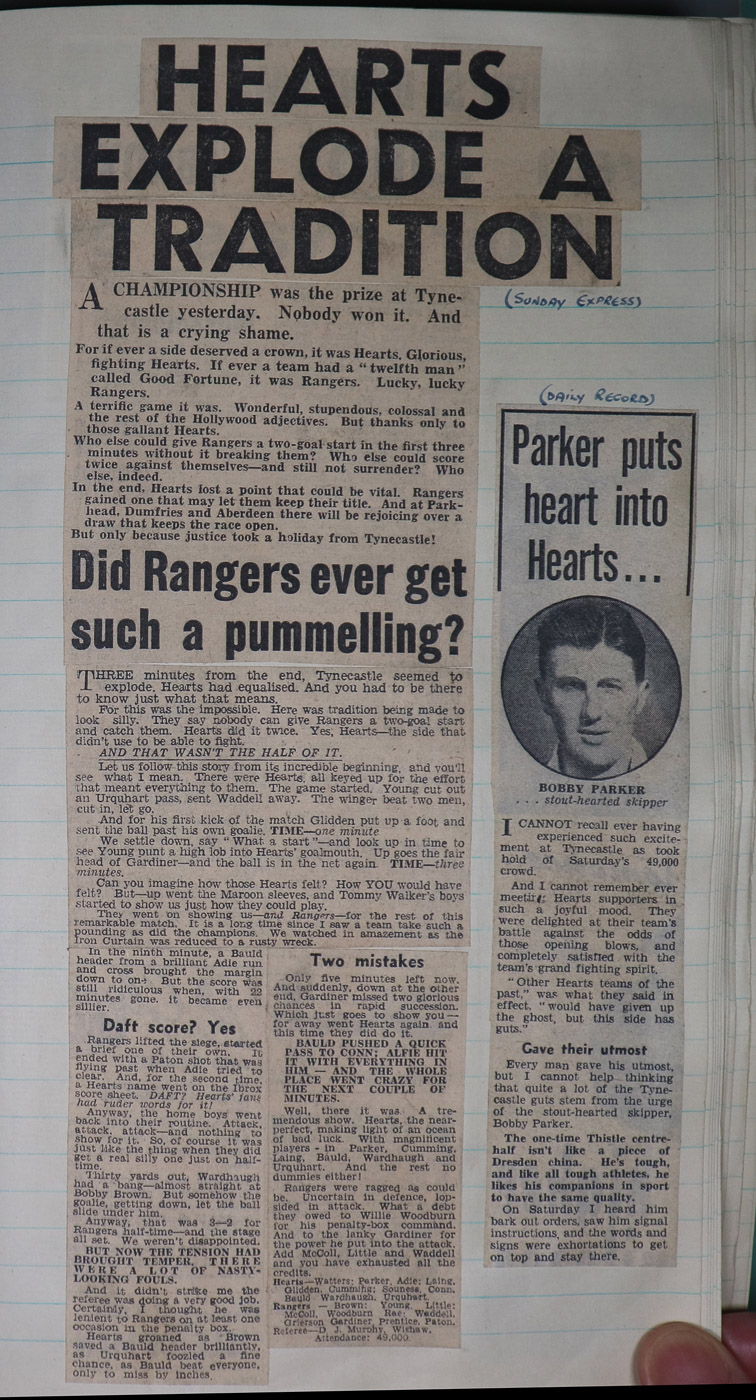 HEARTS
EXPLODE A
TRADITION
(SUNDAY EXPRESS)
A CHAMPIONSHIP was the prize at Tyne-
castle yesterday. Nobody won it. And
that is a crying shame.
For if ever a side deserved a crown, it was Hearts. Glorious,
fighting Hearts. If ever a team had a "twelfth man"
called Good Fortune, it was Rangers. Lucky, lucky
Rangers.
A terrific game it was. Wonderful, stupendous, colossal and
the rest of the Hollywood adjectives. But thanks only to
those gallant Hearts.
Who else could give Rangers a two-goal start in the first three
minutes without it breaking them? Who else could score
twice against themselves—and still not surrender? Who
else, indeed.
In the end, Hearts lost a point that could be vital. Rangers
gained one that may let them keep their title. And at Park-
head, Dumfries and Aberdeen there will be rejoicing over a
draw that keeps the race open.
But only because justice took a holiday from Tynecastle!
Did Rangers ever get
such a pummelling?
THREE minutes from the end, Tynecastle seemed to
explode. Hearts had equalised. And you had to be there
to know just what that means.
For this was the impossible. Here was tradition being made to
look silly. They say nobody can give Rangers a two-goal start
and catch them. Hearts did it twice. Yes, Hearts—the side that
didn't use to be able to fight.
AND THAT WASN'T THE HALF OF IT.
Let us follow this story from its incredible beginning, and you'll
see what I mean. There were Hearts, all keyed up for the effort
that meant everything to them. The game started. Young cut out
an Urquhart pass, sent Waddell away. The winger beat two men,
cut in, let go.
And for his first kick of the match Glidden put up a foot and
sent the ball past his own goalie. TIME—one minute
We settle down, say "What a start"—and look up in time to
see Young punt a high lob into Hearts' goalmouth. Up goes the fair
head of Gardiner—and the ball is in the net again. TIME—three
minutes.
Can you imagine how those Hearts felt? How YOU would have
felt? But—up went the Maroon sleeves, and Tommy Walker's boys
started to show us just how they could play.
They went on showing us—and Rangers—for the rest of this
remarkable match. It is a long time since I saw a team take such a
pounding as did the champions. We watched in amazement as the
Iron Curtain was reduced to a rusty wreck.
In the ninth minute, a Bauld
header from a brilliant Adie run
and cross brought the margin
down to one. But the score was
still ridiculous when, with 22
minutes gone, it became even
sillier.
Daft score? Yes
Rangers lifted the siege, started
a brief one of their own. It
ended with a Paton shot that was
flying past when Adie tried to
clear. And, for the second time,
a Hearts name went on the Ibrox
score sheet. DAFT? Hearts' fans
had ruder words for it!
Anyway, the home boys went
back into their routine. Attack,
attack, attack—and nothing to
show for it. So, of course it was
just like the thing when they did
get a real silly one just on half-
time.
Thirty yards out, Wardhaugh
had a bang—almost straight at
Bobby Brown. But somehow the
goalie, getting down, let the ball
slide under him.
Anyway, that was 3—2 for
Rangers half-time—and the stage
all set. We weren't disappointed.
BUT NOW THE TENSION HAD
BROUGHT TEMPER. THERE
WERE A LOT OF NASTY-
LOOKING FOULS.
And it didn't strike me the
referee was doing a very good job.
Certainly, I thought he was
lenient to Rangers on at least one
occasion in the penalty box.
Hearts groaned as Brown
saved a Bauld header brilliantly,
as Urquhart foozled a fine
chance, as Bauld beat everyone,
only to miss by inches.
Two mistakes
Only five minutes left now.
And suddenly, down at the other
end, Gardiner missed two glorious
chances in rapid succession.
Which just goes to show you—
for away went Hearts again, and
this time they did do it.
BAULD PUSHED A QUICK
PASS TO CONN; ALFIE HIT
IT WITH EVERYTHING IN
HIM — AND THE WHOLE
PLACE WENT CRAZY FOR
THE NEXT COUPLE OF
MINUTES.
Well, there it was. A tre-
mendous show. Hearts, the near-
perfect, making light of an ocean
of bad luck. With magnificent
players in Parker, Cumming,
Laing, Bauld, Wardhaugh and
Urquhart. And the rest no
dummies either!
Rangers were ragged as could
be. Uncertain in defence, lop-
sided in attack. What a debt
they owed to Willie Woodburn
for his penalty-box command.
And to the lanky Gardiner for
the power he put into the attack.
Add McColl, Little and Waddell
and you have exhausted all the
credits.
Hearts—Watters; Parker, Adie; Laing,
Glidden, Cumming; Souness, Conn,
Bauld Wardhaugh, Urquhart.
Rangers — Brown; Young, Little;
McColl, Woodburn Rae; Waddell,
Grierson Gardiner, Prentice, Paton.
Referee—D. J. Murphy, Wishaw.
Attendance: 49,000.
(DAILY RECORD)
Parker puts
heart into
Hearts...
BOBBY PARKER
. . . stout-hearted skipper
I CANNOT recall ever having
experienced such excite-
ment at Tynecastle as took
hold of Saturday's 49,000
crowd.
And I cannot remember ever
meeting Hearts supporters in
such a joyful mood. They
were delighted at their team's
battle against the odds of
those opening blows, and
completely satisfied with the
team's grand fighting spirit.
"Other Hearts teams of the
past," was what they said in
effect, "would have given up
the ghost, but this side has
guts."
Gave their utmost
Every man gave his utmost,
but I cannot help thinking
that quite a lot of the Tyne-
castle guts stem from the urge
of the stout-hearted skipper,
Bobby Parker.
The one-time Thistle centre-
half isn't like a piece of
Dresden china. He's tough,
and like all tough athletes, he
likes his companions in sport
to have the same quality.
On Saturday I heard him
bark out orders, saw him signal
instructions, and the words and
signs were exhortations to get
on top and stay there.